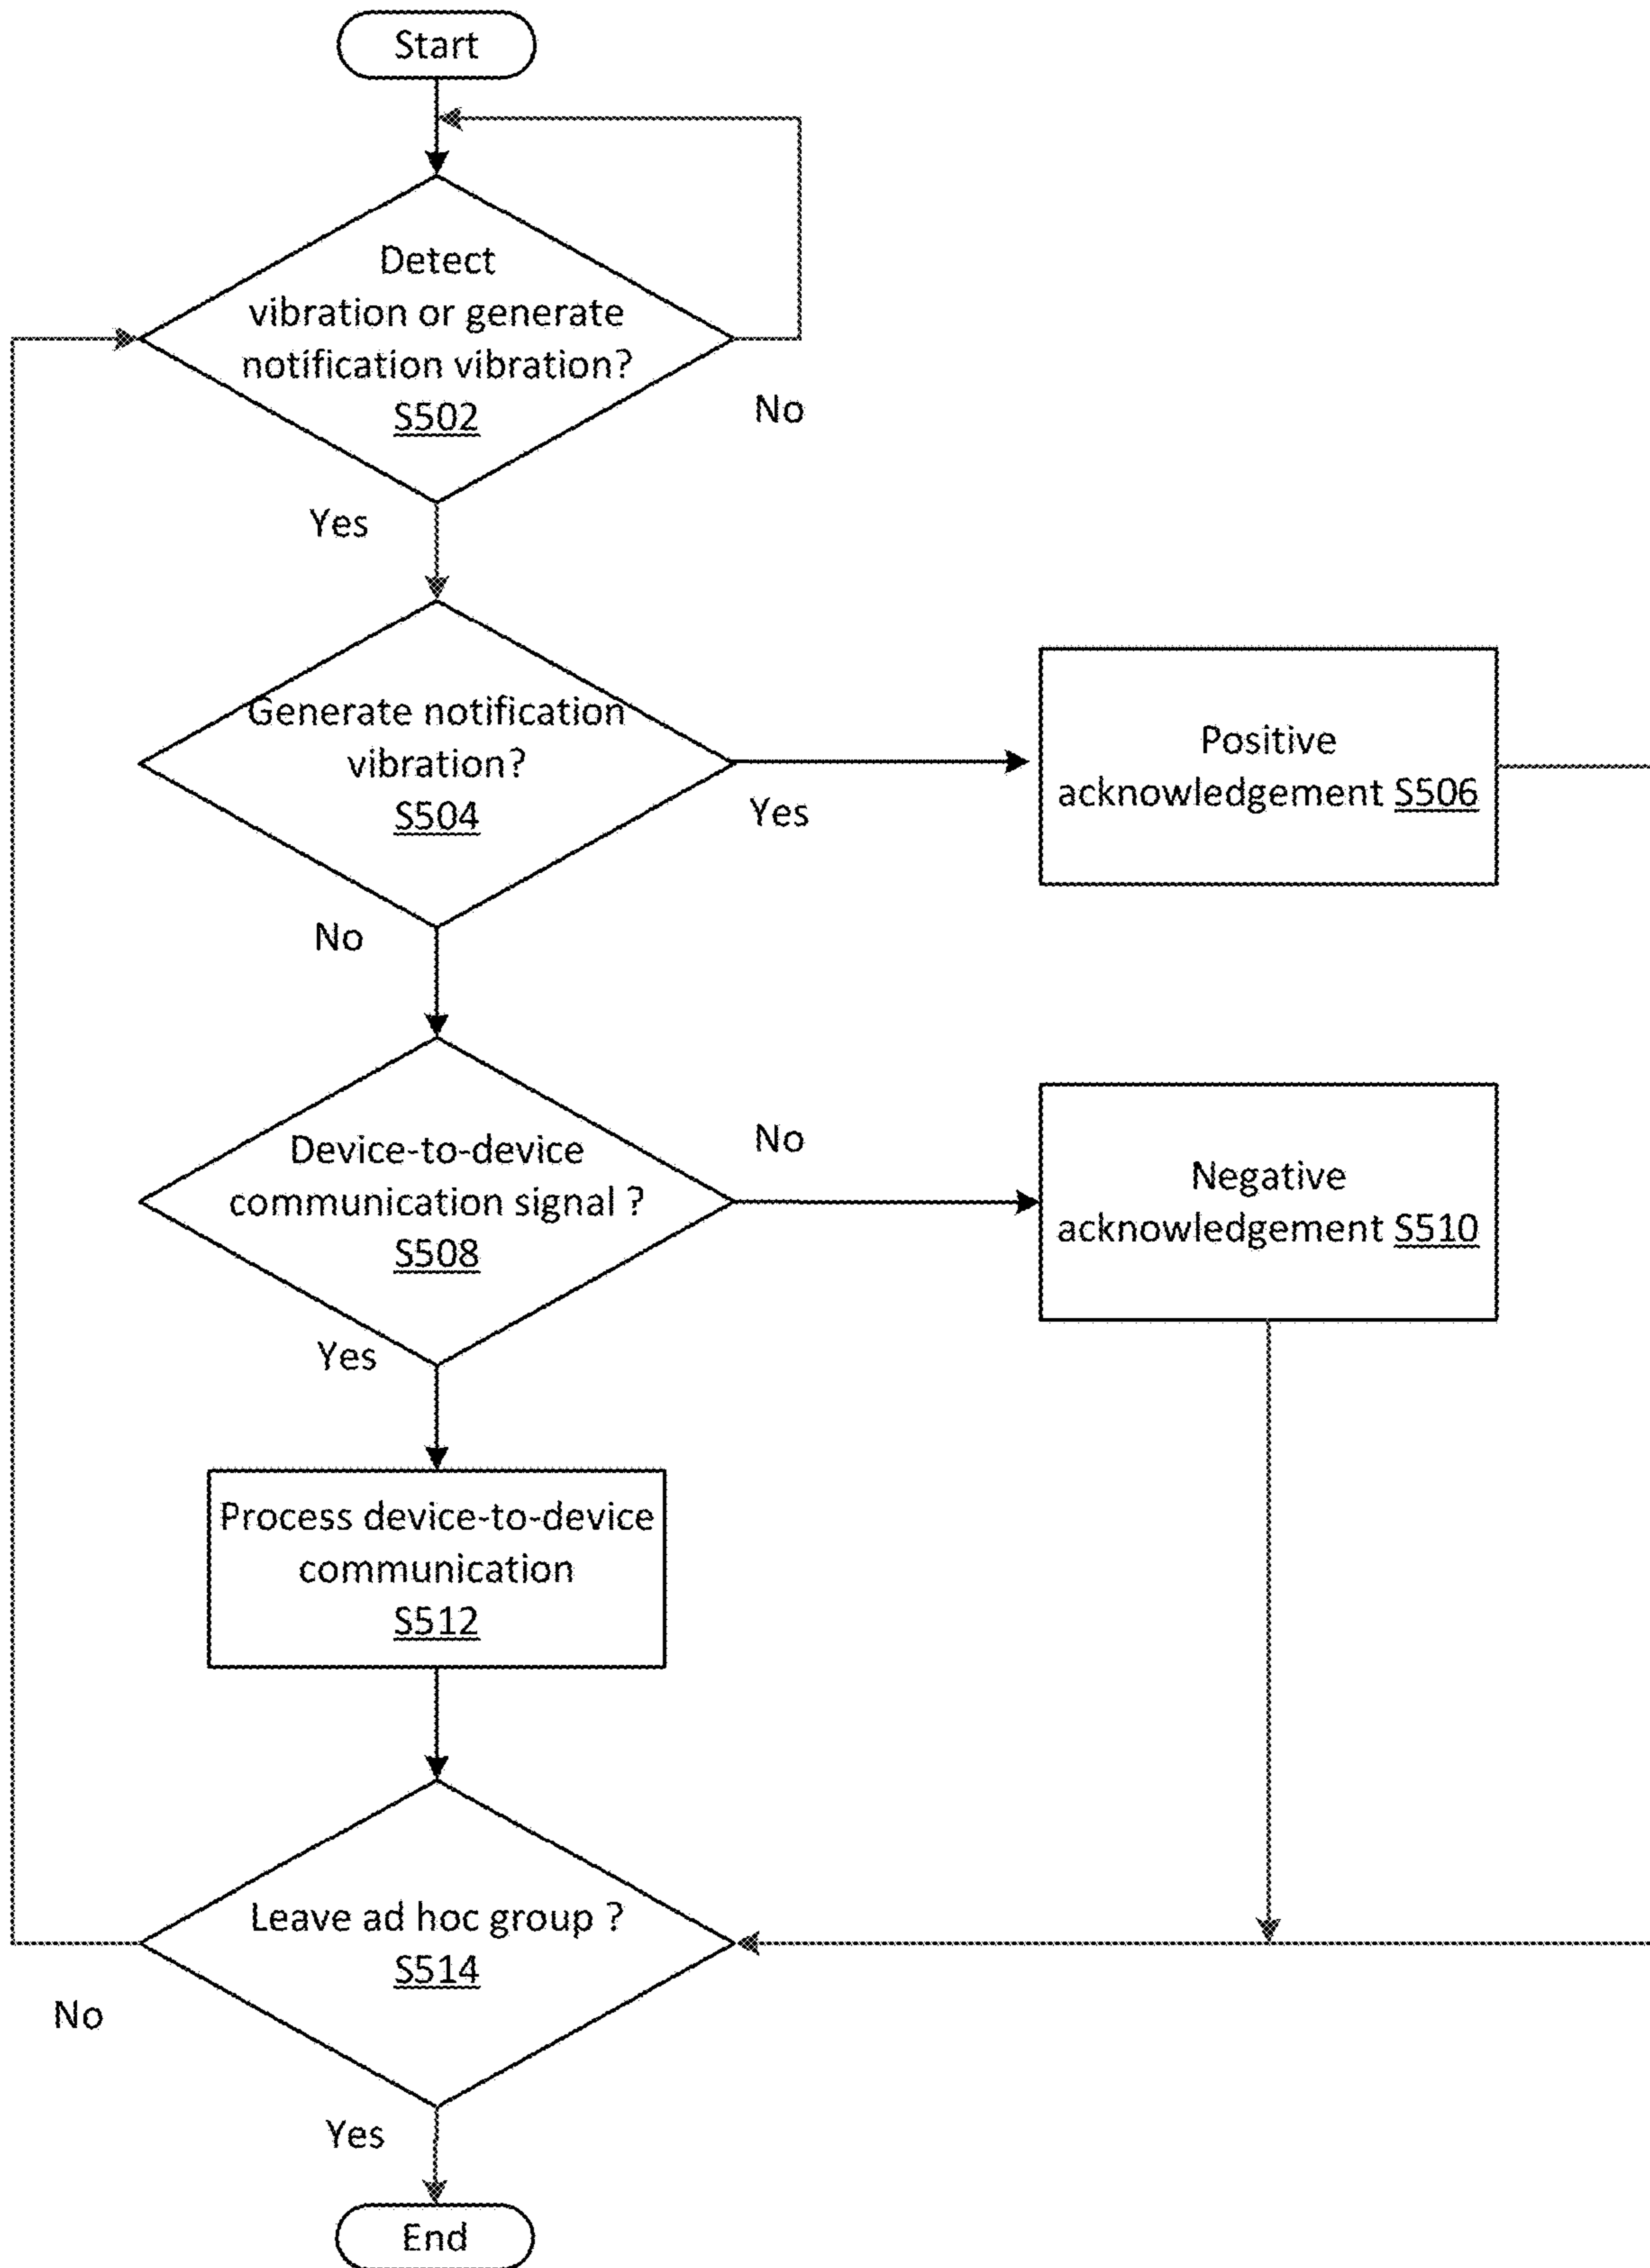 Start
Detect
vibration or generate
notification vibration?
S502
No
Yes
Generate notification
vibration?
S504
Yes
Positive
acknowledgement S506
No
Device-to-device
communication signal ?
S508
No
Negative
acknowledgement S510
Yes
Process device-to-device
communication
S512
Leave ad hoc group ?
S514
No
Yes
End